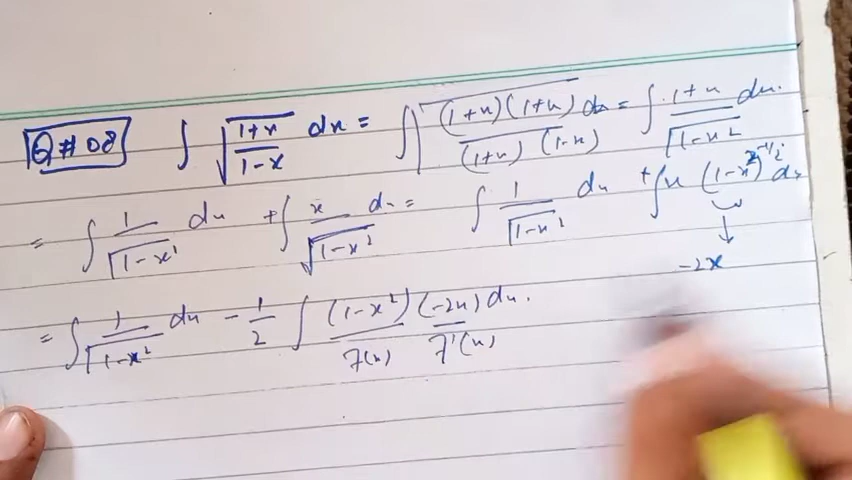 Q # 08 ∫ √((1+x)/(1-x)) dx = ∫ √((1+x)(1+x)/((1+x)(1-x))) dx = ∫ (1+x)/√(1-x²) dx.
= ∫ 1/√(1-x²) dx + ∫ x/√(1-x²) dx = ∫ 1/√(1-x²) dx + ∫ x (1-x²)^(-1/2) dx
↓
-2x
= ∫ 1/√(1-x²) dx - 1/2 ∫ (1-x²) (-2x) dx.
f(x) f'(x)